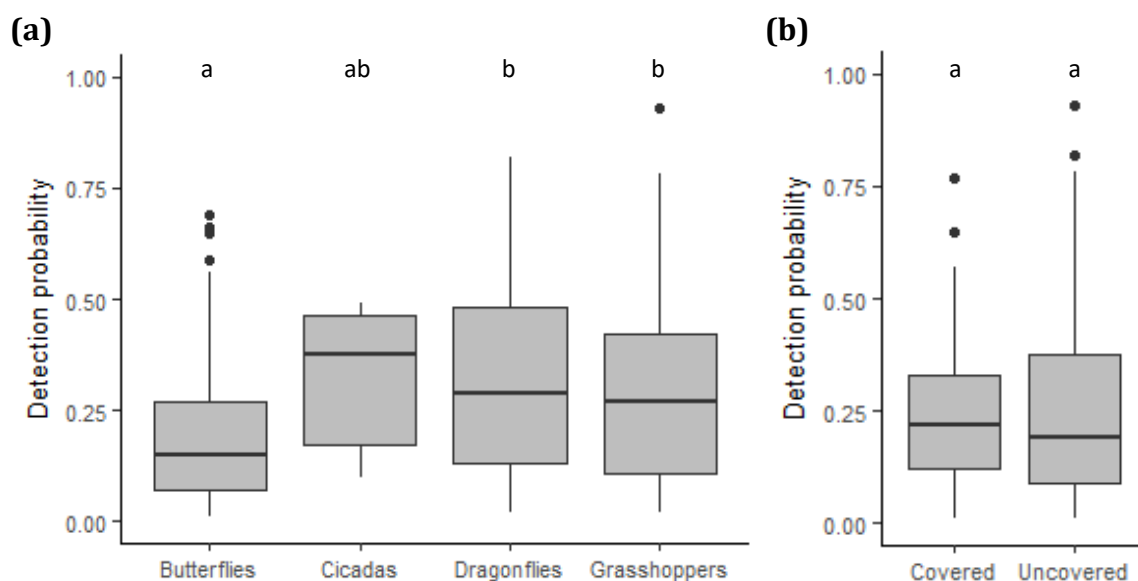 (a)
a ab b b
Detection probability
1.00
0.75
0.50
0.25
0.00
Butterflies Cicadas Dragonflies Grasshoppers
(b)
a a
Detection probability
1.00
0.75
0.50
0.25
0.00
Covered Uncovered